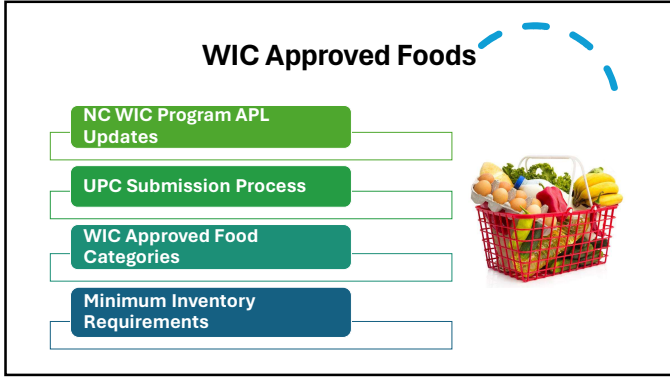 WIC Approved Foods
NC WIC Program APL
Updates
UPC Submission Process
WIC Approved Food
Categories
Minimum Inventory
Requirements